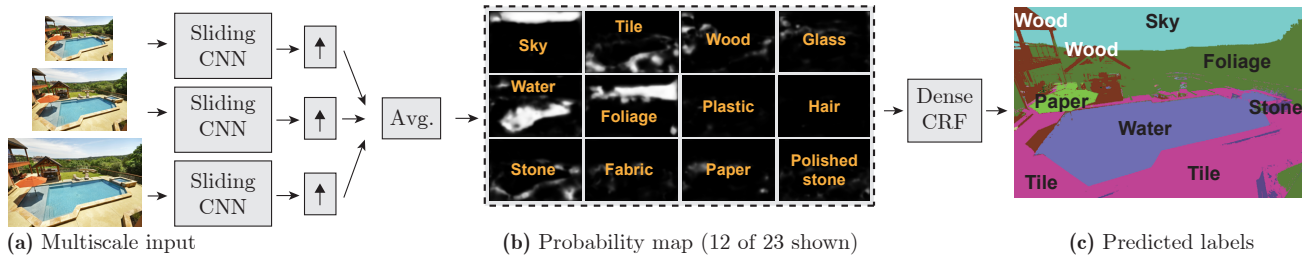 Sliding
CNN
↑
Sliding
CNN
↑
Sliding
CNN
↑
Avg.
Sky
Tile
Wood
Glass
Water
Foliage
Plastic
Hair
Stone
Fabric
Paper
Polished
stone
Dense
CRF
Wood
Sky
Wood
Foliage
Paper
Stone
Water
Tile
Tile
(a) Multiscale input
(b) Probability map (12 of 23 shown)
(c) Predicted labels